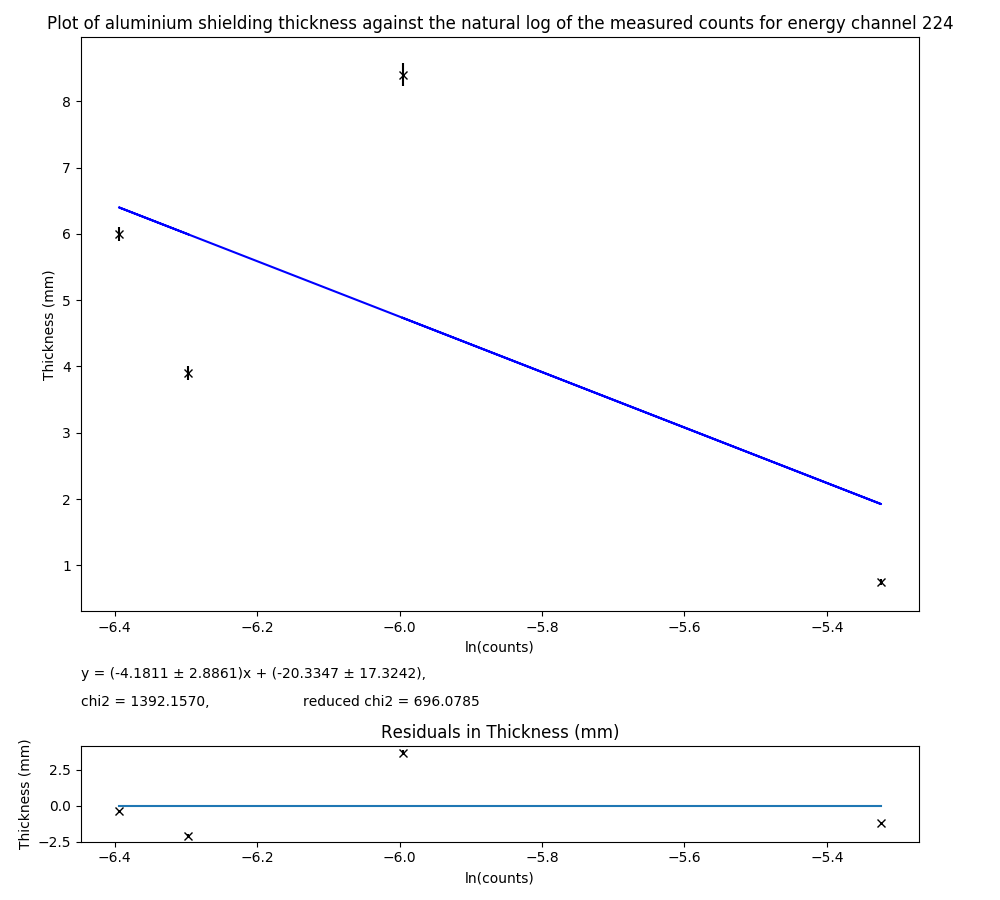 Plot of aluminium shielding thickness against the natural log of the measured counts for energy channel 224
8
7
6
5
4
3
2
1
Thickness (mm)
−6.4 −6.2 −6.0 −5.8 −5.6 −5.4
ln(counts)
y = (-4.1811 ± 2.8861)x + (-20.3347 ± 17.3242),
chi2 = 1392.1570, reduced chi2 = 696.0785
Residuals in Thickness (mm)
2.5
0.0
−2.5
Thickness (mm)
−6.4 −6.2 −6.0 −5.8 −5.6 −5.4
ln(counts)